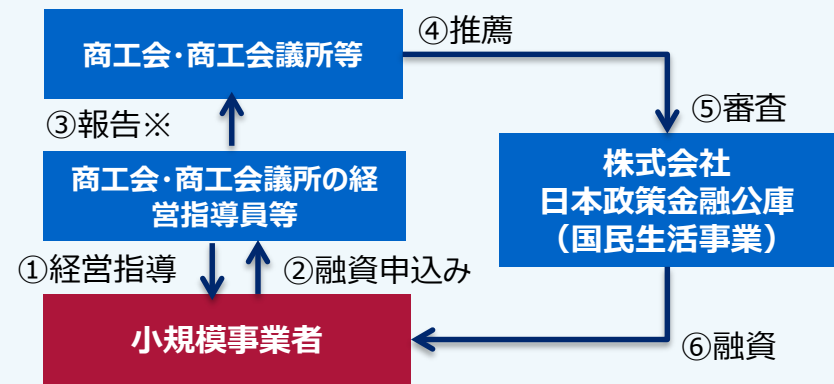 商工会・商工会議所等
④推薦
③報告※
⑤審査
商工会・商工会議所の経
営指導員等
株式会社
日本政策金融公庫
（国民生活事業）
①経営指導
②融資申込み
小規模事業者
⑥融資